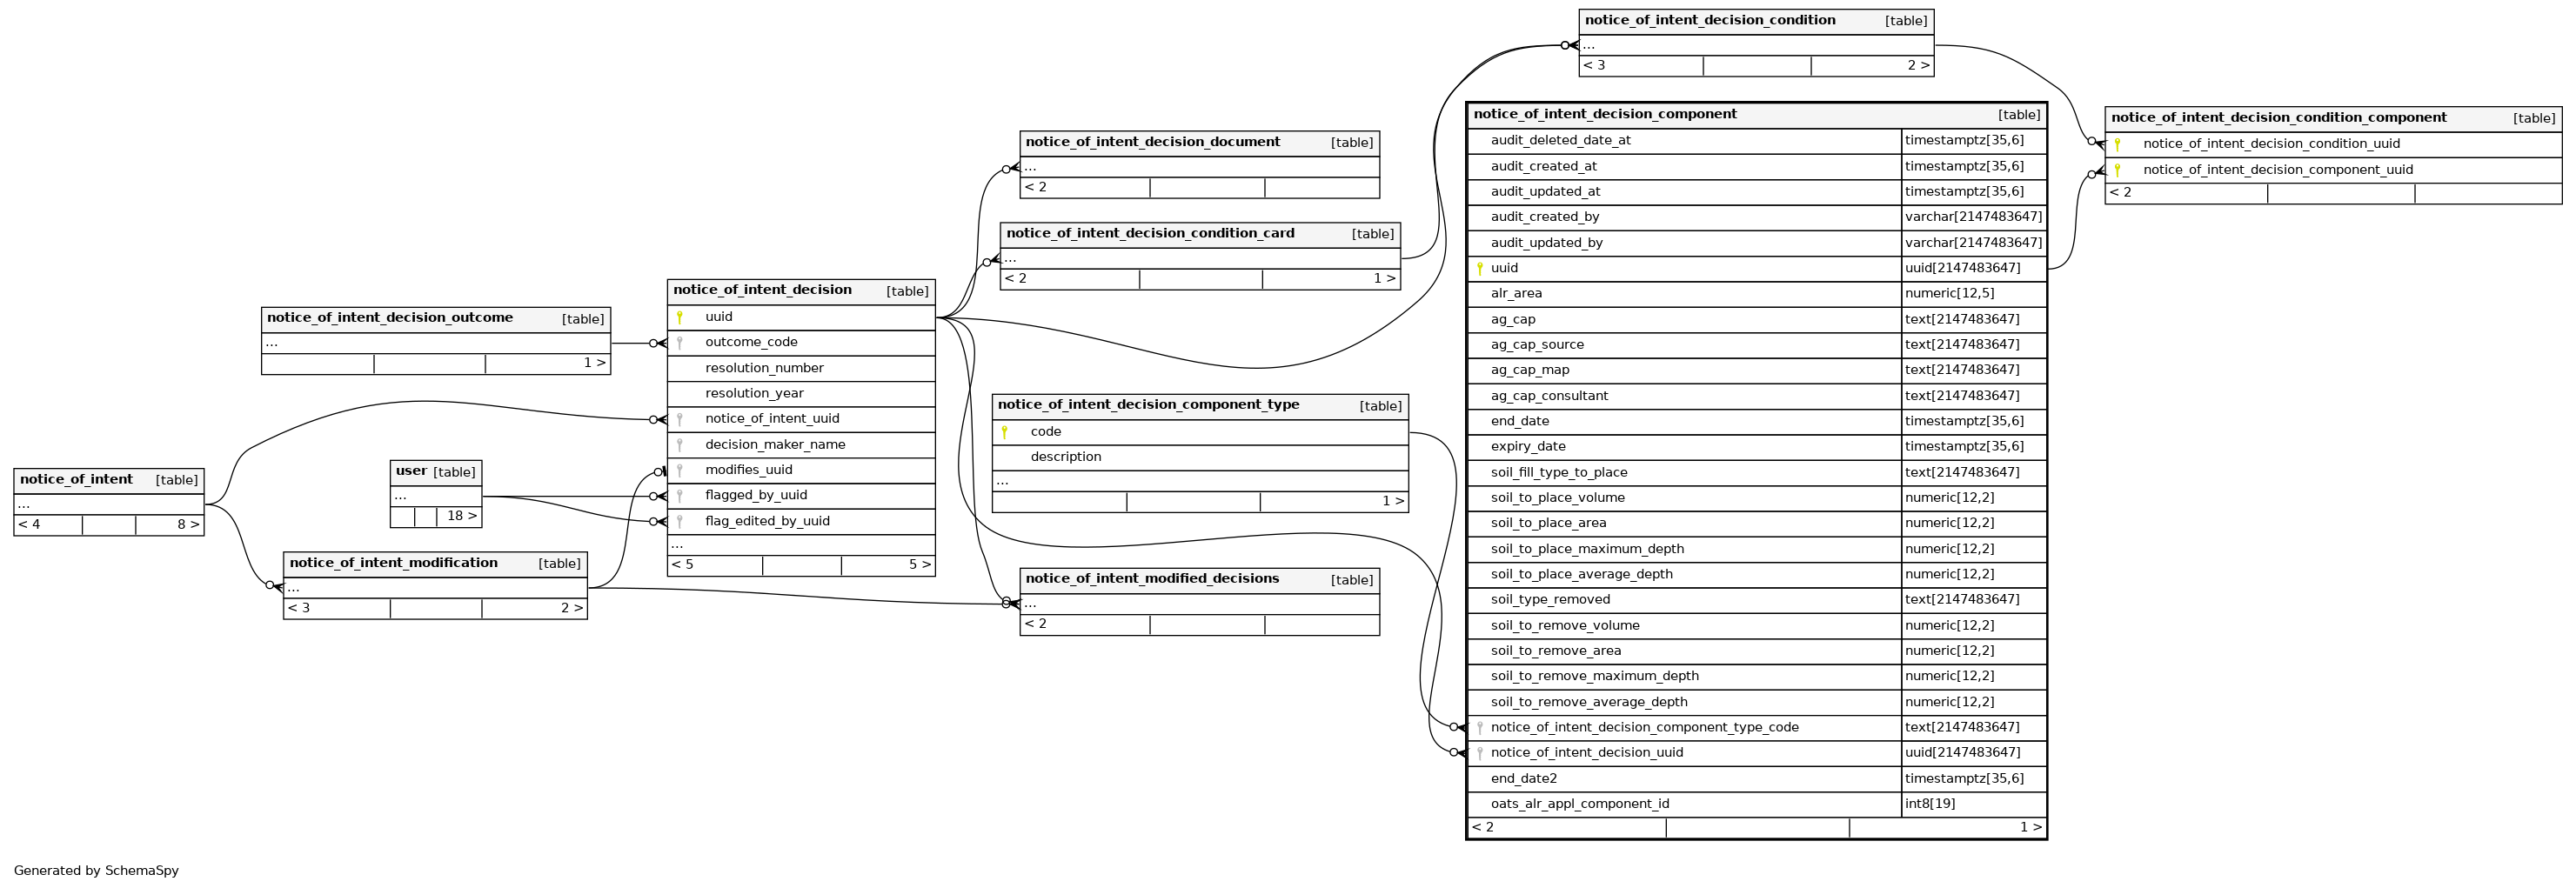 notice_of_intent_decision_condition [table]
...
< 3 2 >
notice_of_intent_decision_component [table]
audit_deleted_date_at timestamptz[35,6]
audit_created_at timestamptz[35,6]
audit_updated_at timestamptz[35,6]
audit_created_by varchar[2147483647]
audit_updated_by varchar[2147483647]
uuid uuid[2147483647]
alr_area numeric[12,5]
ag_cap text[2147483647]
ag_cap_source text[2147483647]
ag_cap_map text[2147483647]
ag_cap_consultant text[2147483647]
end_date timestamptz[35,6]
expiry_date timestamptz[35,6]
soil_fill_type_to_place text[2147483647]
soil_to_place_volume numeric[12,2]
soil_to_place_area numeric[12,2]
soil_to_place_maximum_depth numeric[12,2]
soil_to_place_average_depth numeric[12,2]
soil_type_removed text[2147483647]
soil_to_remove_volume numeric[12,2]
soil_to_remove_area numeric[12,2]
soil_to_remove_maximum_depth numeric[12,2]
soil_to_remove_average_depth numeric[12,2]
notice_of_intent_decision_component_type_code text[2147483647]
notice_of_intent_decision_uuid uuid[2147483647]
end_date2 timestamptz[35,6]
oats_alr_appl_component_id int8[19]
< 2 1 >
notice_of_intent_decision_condition_component [table]
notice_of_intent_decision_condition_uuid
notice_of_intent_decision_component_uuid
< 2
notice_of_intent_decision_document [table]
...
< 2
notice_of_intent_decision_condition_card [table]
...
< 2 1 >
notice_of_intent_decision [table]
uuid
outcome_code
resolution_number
resolution_year
notice_of_intent_uuid
decision_maker_name
modifies_uuid
flagged_by_uuid
flag_edited_by_uuid
...
< 5 5 >
notice_of_intent_decision_outcome [table]
...
1 >
notice_of_intent_decision_component_type [table]
code
description
...
1 >
user [table]
...
18 >
notice_of_intent [table]
...
< 4 8 >
notice_of_intent_modification [table]
...
< 3 2 >
notice_of_intent_modified_decisions [table]
...
< 2
Generated by SchemaSpy